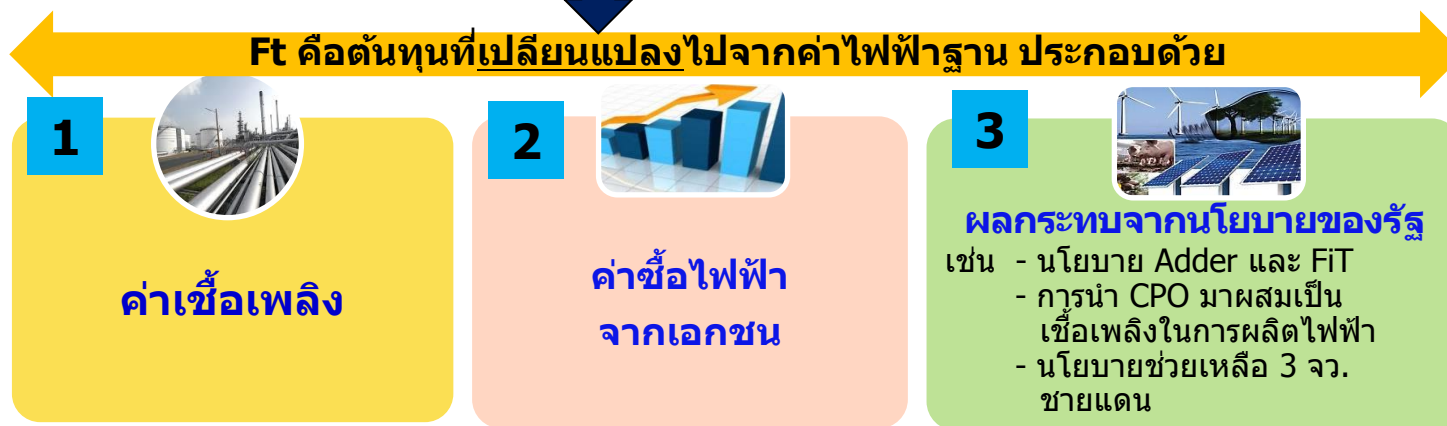 Ft คือต้นทุนที่เปลี่ยนแปลงไปจากค่าไฟฟ้าฐาน ประกอบด้วย
1
ค่าเชื้อเพลิง
2
ค่าซื้อไฟฟ้า
จากเอกชน
3
ผลกระทบจากนโยบายของรัฐ
เช่น - นโยบาย Adder และ FiT
- การนำ CPO มาผสมเป็น
เชื้อเพลิงในการผลิตไฟฟ้า
- นโยบายช่วยเหลือ 3 จว.
ชายแดน